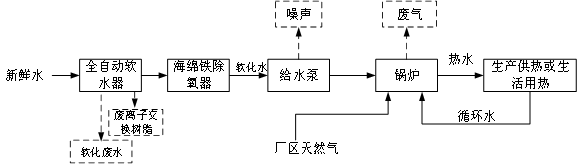 噪声
废气
新鲜水
全自动软
水器
海绵铁除
氧器
软化水
给水泵
锅炉
热水
生产供热或生
活用热
废离子交
换树脂
软化废水
厂区天然气
循环水